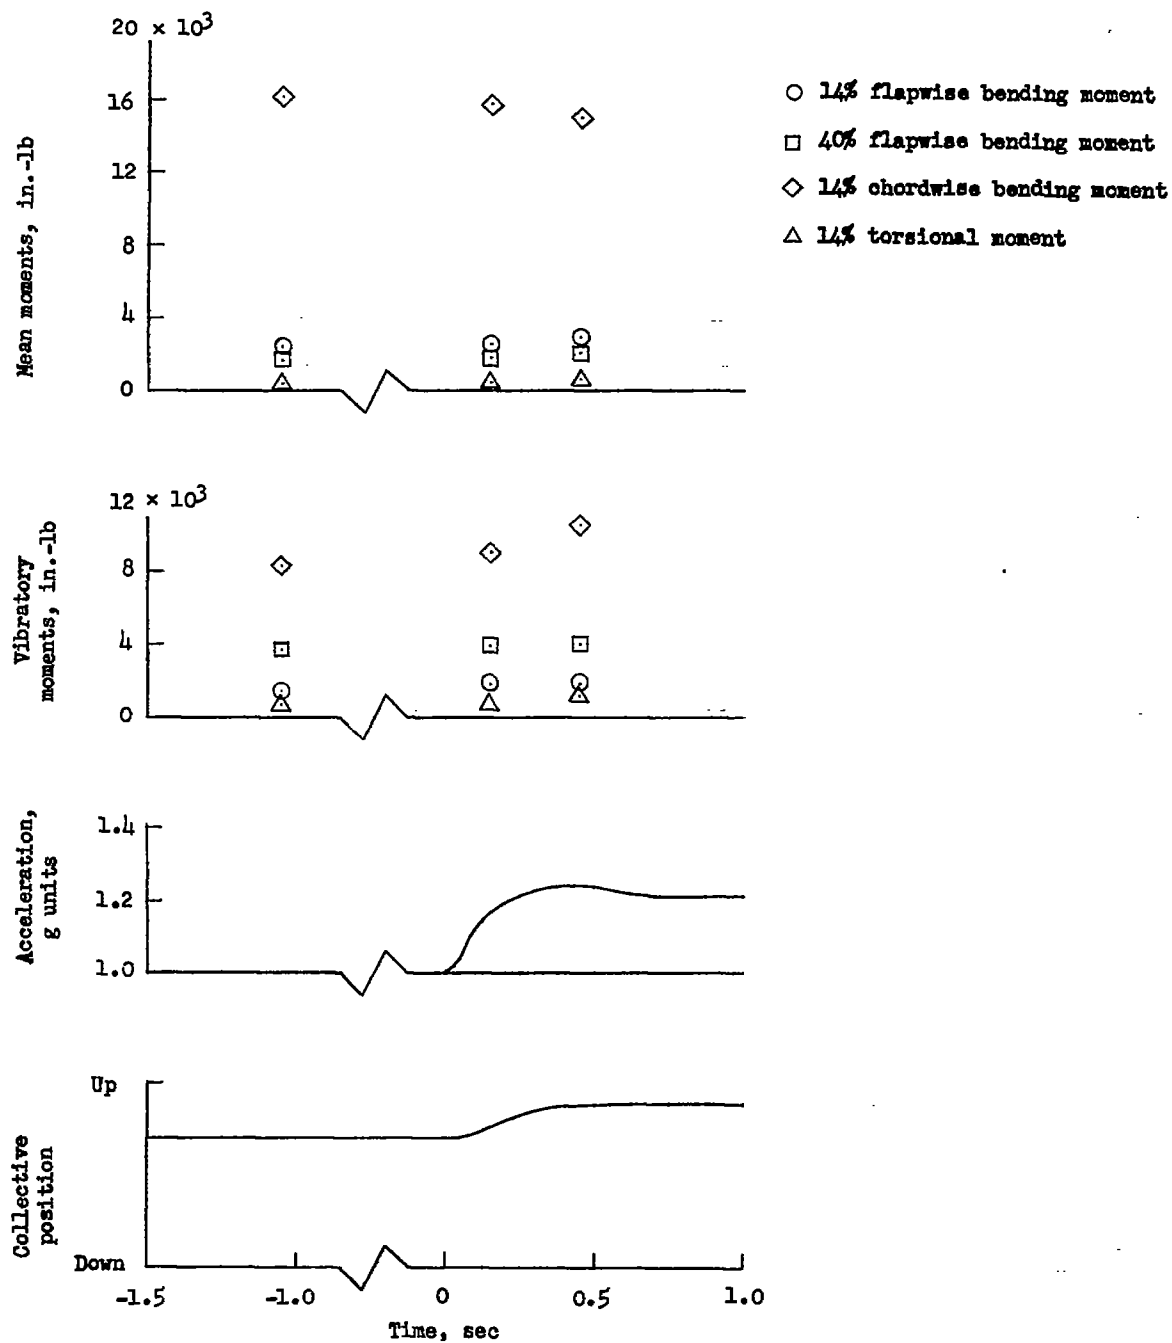 20 × 10³
16
12
8
4
0
Mean moments, in.-lb
14% flapwise bending moment
40% flapwise bending moment
14% chordwise bending moment
14% torsional moment
12 × 10³
8
4
0
Vibratory
moments, in.-lb
1.4
1.2
1.0
Acceleration,
g units
Up
Down
Collective
position
-1.5
-1.0
0
0.5
1.0
Time, sec